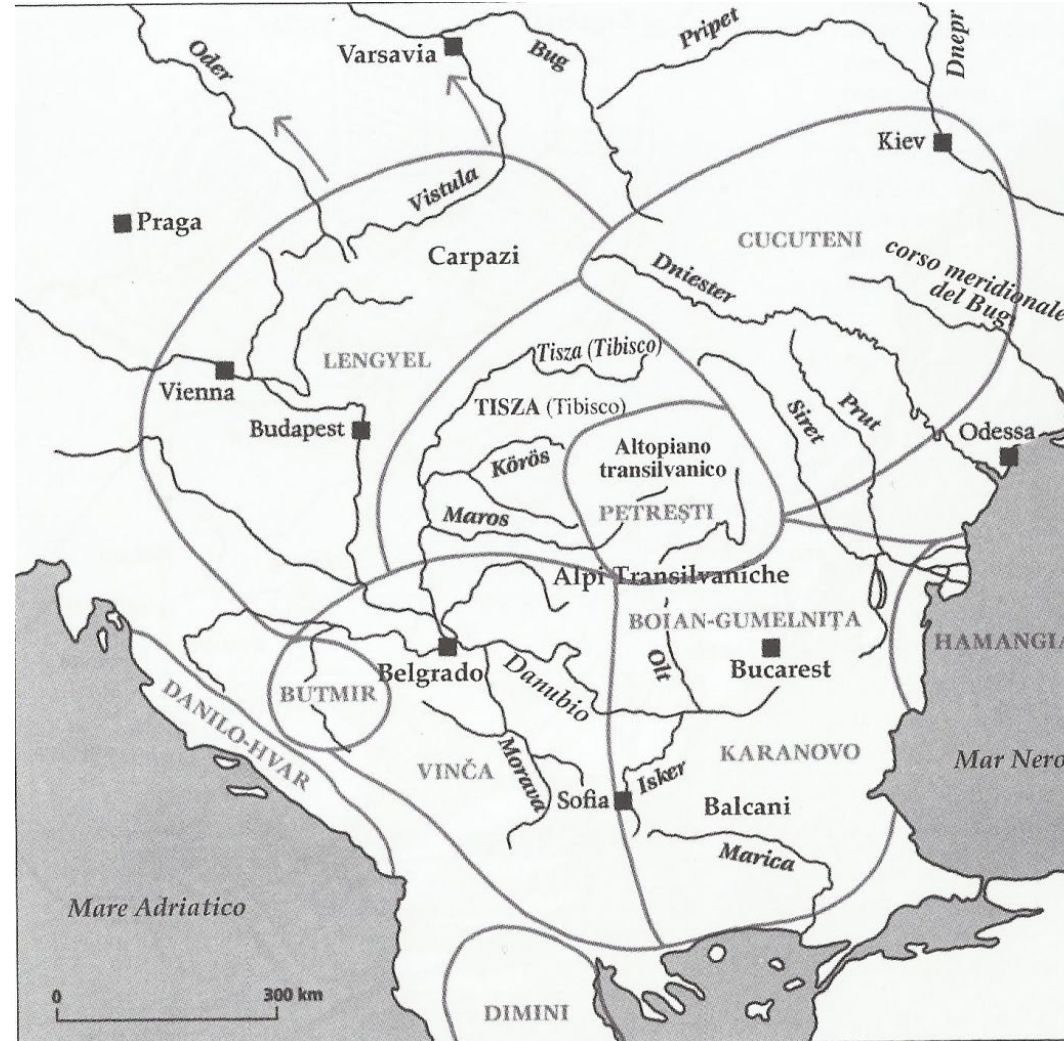 Oder
Varsavia
Bug
Pripet
Dnepr
Kiev
Praga
Vistula
Carpazi
CUCUTENI
corso meridionale
del Bug
Dniester
Tisza (Tibisco)
LENGYEL
Vienna
TISZA (Tibisco)
Budapest
Siret
Prut
Odessa
Altopiano
transilvanico
Körös
PETREŞTI
Maros
Alpi Transilvaniche
BOIAN-GUMELNIŢA
HAMANGIA
Belgrado
Olt
Bucarest
BUTMIR
Danubio
DANILO-HVAR
VINČA
Morava
KARANOVO
Mar Nero
Sofia
Isker
Balcani
Marica
Mare Adriatico
0 300 km
DIMINI